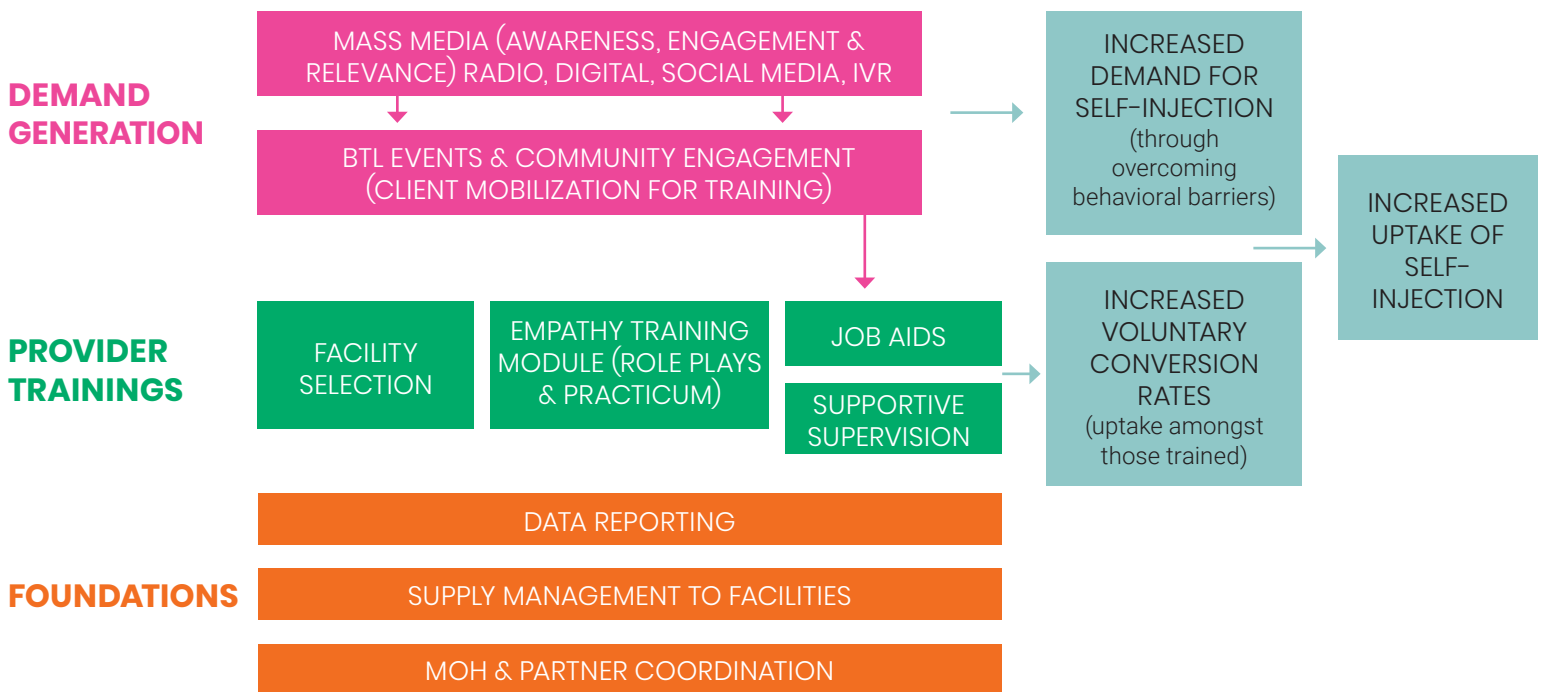 DEMAND
GENERATION
MASS MEDIA (AWARENESS, ENGAGEMENT &
RELEVANCE) RADIO, DIGITAL, SOCIAL MEDIA, IVR
BTL EVENTS & COMMUNITY ENGAGEMENT
(CLIENT MOBILIZATION FOR TRAINING)
INCREASED
DEMAND FOR
SELF-INJECTION
(through
overcoming
behavioral barriers)
INCREASED
UPTAKE OF
SELF-
INJECTION
PROVIDER
TRAININGS
FACILITY
SELECTION
EMPATHY TRAINING
MODULE (ROLE PLAYS
& PRACTICUM)
JOB AIDS
SUPPORTIVE
SUPERVISION
INCREASED
VOLUNTARY
CONVERSION
RATES
(uptake amongst
those trained)
FOUNDATIONS
DATA REPORTING
SUPPLY MANAGEMENT TO FACILITIES
MOH & PARTNER COORDINATION